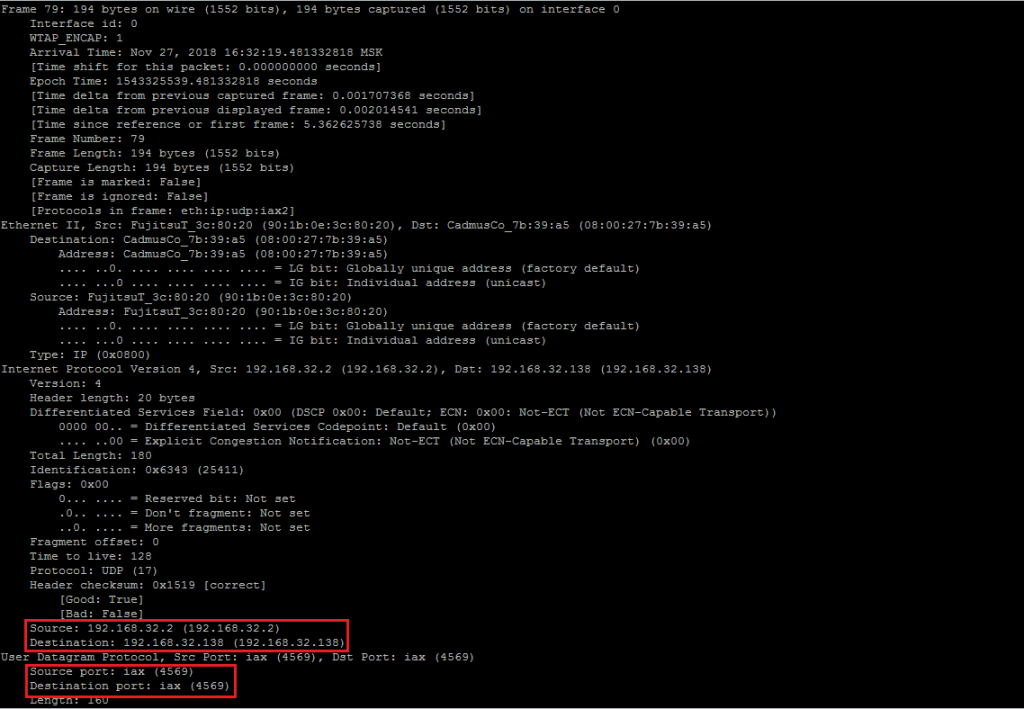 Frame 79: 194 bytes on wire (1552 bits), 194 bytes captured (1552 bits) on interface 0
Interface id: 0
WTAP_ENCAP: 1
Arrival Time: Nov 27, 2018 16:32:19.481332818 MSK
[Time shift for this packet: 0.000000000 seconds]
Epoch Time: 1543325539.481332818 seconds
[Time delta from previous captured frame: 0.001707368 seconds]
[Time delta from previous displayed frame: 0.002014541 seconds]
[Time since reference or first frame: 5.362625738 seconds]
Frame Number: 79
Frame Length: 194 bytes (1552 bits)
Capture Length: 194 bytes (1552 bits)
[Frame is marked: False]
[Frame is ignored: False]
[Protocols in frame: eth:ip:udp:iax2]
Ethernet II, Src: FujitsuT_3c:80:20 (90:1b:0e:3c:80:20), Dst: CadmusCo_7b:39:a5 (08:00:27:7b:39:a5)
Destination: CadmusCo_7b:39:a5 (08:00:27:7b:39:a5)
Address: CadmusCo_7b:39:a5 (08:00:27:7b:39:a5)
.... ..0. .... .... .... .... = LG bit: Globally unique address (factory default)
.... ...0 .... .... .... .... = IG bit: Individual address (unicast)
Source: FujitsuT_3c:80:20 (90:1b:0e:3c:80:20)
Address: FujitsuT_3c:80:20 (90:1b:0e:3c:80:20)
.... ..0. .... .... .... .... = LG bit: Globally unique address (factory default)
.... ...0 .... .... .... .... = IG bit: Individual address (unicast)
Type: IP (0x0800)
Internet Protocol Version 4, Src: 192.168.32.2 (192.168.32.2), Dst: 192.168.32.138 (192.168.32.138)
Version: 4
Header length: 20 bytes
Differentiated Services Field: 0x00 (DSCP 0x00: Default; ECN: 0x00: Not-ECT (Not ECN-Capable Transport))
0000 00.. = Differentiated Services Codepoint: Default (0x00)
.... ..00 = Explicit Congestion Notification: Not-ECT (Not ECN-Capable Transport) (0x00)
Total Length: 180
Identification: 0x6343 (25411)
Flags: 0x00
0... .... = Reserved bit: Not set
.0.. .... = Don't fragment: Not set
..0. .... = More fragments: Not set
Fragment offset: 0
Time to live: 128
Protocol: UDP (17)
Header checksum: 0x1519 [correct]
[Good: True]
[Bad: False]
Source: 192.168.32.2 (192.168.32.2)
Destination: 192.168.32.138 (192.168.32.138)
User Datagram Protocol, Src Port: iax (4569), Dst Port: iax (4569)
Source port: iax (4569)
Destination port: iax (4569)
Length: 160